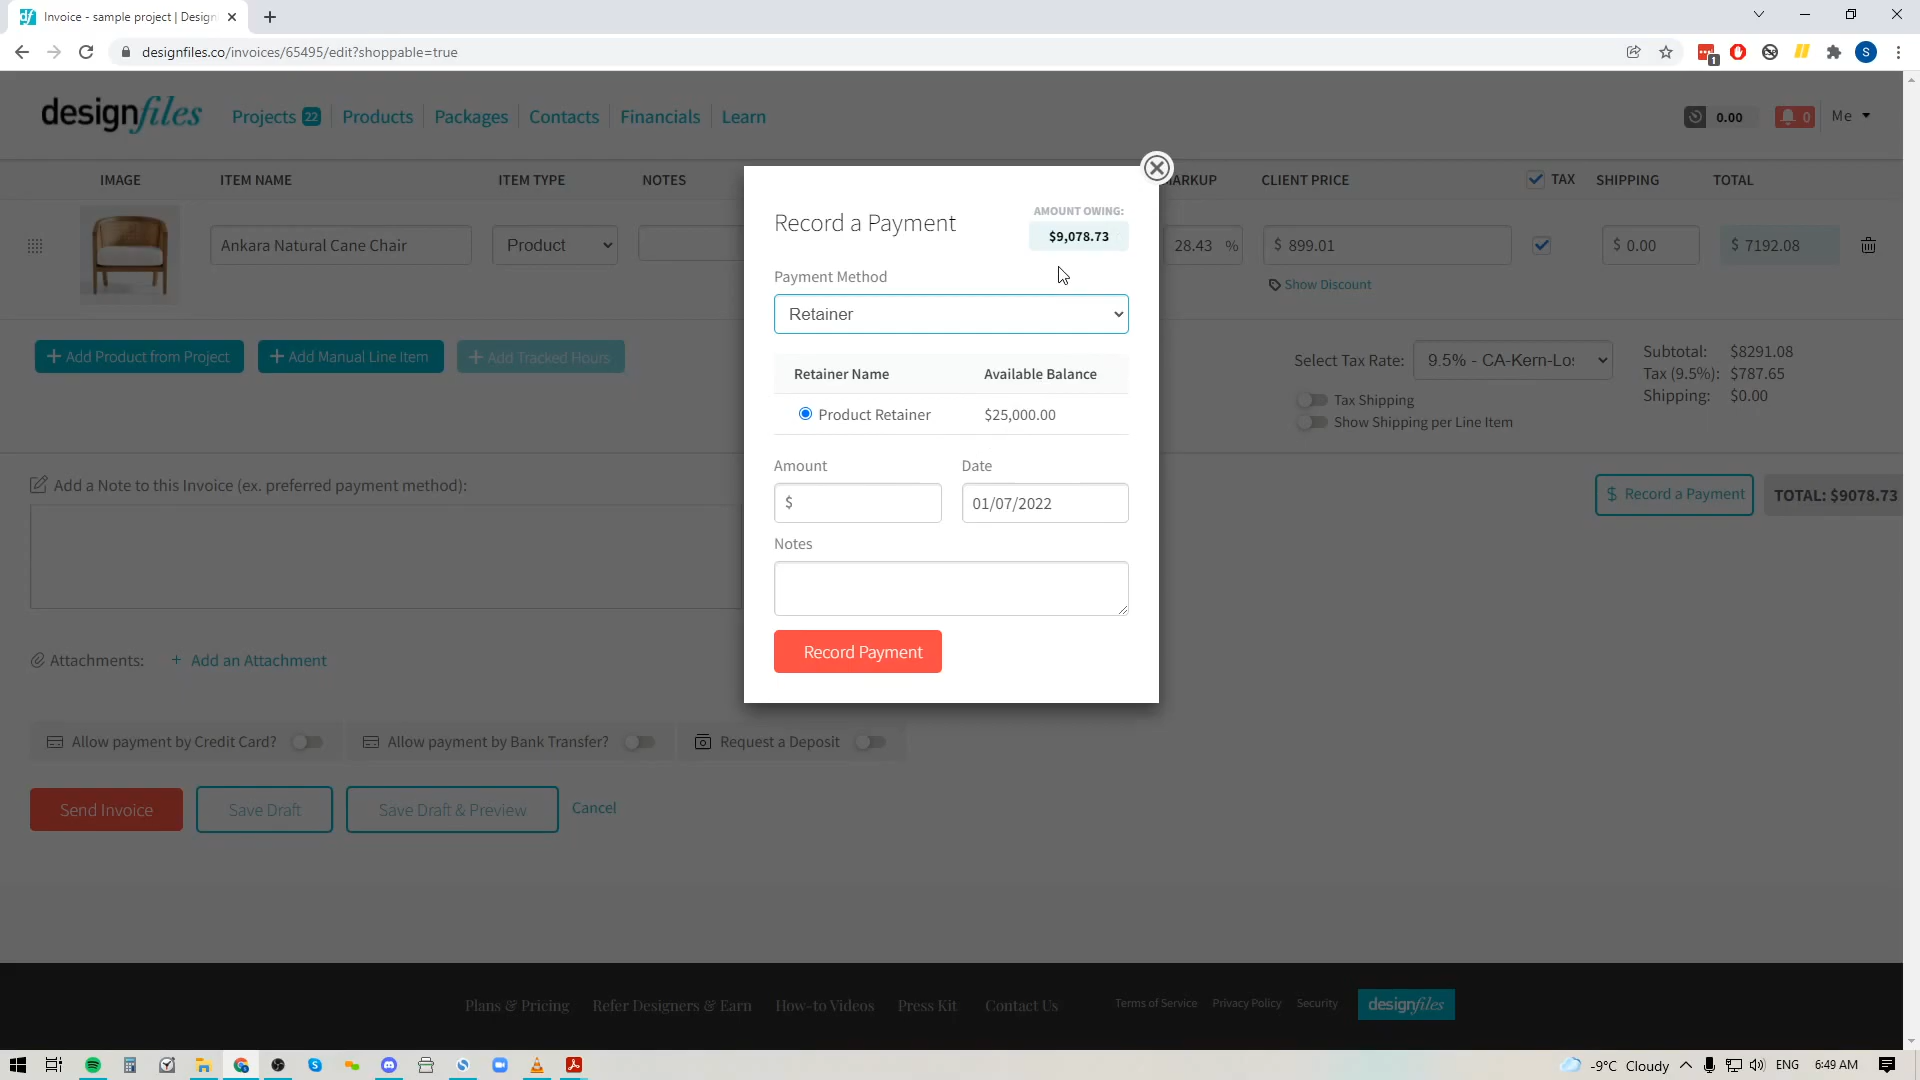 Invoice - sample project | Design
designfiles.co/invoices/65495/edit?shoppable=true
1
S
designfiles
Projects 22
Products
Packages
Contacts
Financials
Learn
0.00
0
Me
IMAGE
ITEM NAME
ITEM TYPE
NOTES
ARKUP
CLIENT PRICE
TAX
SHIPPING
TOTAL
Ankara Natural Cane Chair
Product
28.43 %
$ 899.01
$ 0.00
$ 7192.08
Show Discount
Record a Payment
AMOUNT OWING:
$9,078.73
Payment Method
Retainer
Retainer Name
Available Balance
Product Retainer
$25,000.00
Amount
Date
$
01/07/2022
Notes
Record Payment
+ Add Product from Project
+ Add Manual Line Item
+ Add Tracked Hours
Select Tax Rate:
9.5% - CA-Kern-Lo
Subtotal: $8291.08
Tax (9.5%): $787.65
Shipping: $0.00
Tax Shipping
Show Shipping per Line Item
Add a Note to this Invoice (ex. preferred payment method):
$ Record a Payment
TOTAL: $9078.73
Attachments:
+ Add an Attachment
Allow payment by Credit Card?
Allow payment by Bank Transfer?
Request a Deposit
Send Invoice
Save Draft
Save Draft & Preview
Cancel
Plans & Pricing
Refer Designers & Earn
How-to Videos
Press Kit
Contact Us
Terms of Service
Privacy Policy
Security
designfiles
-9°C Cloudy
ENG
6:49 AM